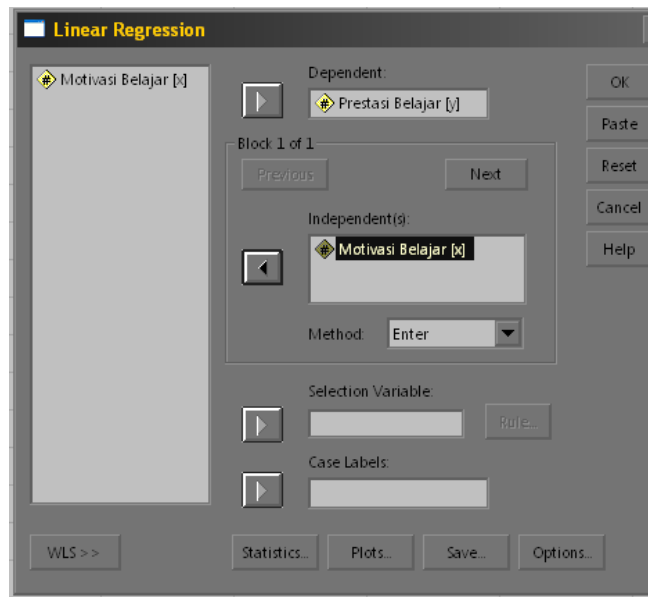 Linear Regression
Motivasi Belajar [x]
Dependent:
Prestasi Belajar [y]
Block 1 of 1
Previous
Next
Independent(s):
Motivasi Belajar [x]
Method:
Enter
Selection Variable:
Rule...
Case Labels:
OK
Paste
Reset
Cancel
Help
WLS >>
Statistics...
Plots...
Save...
Options...